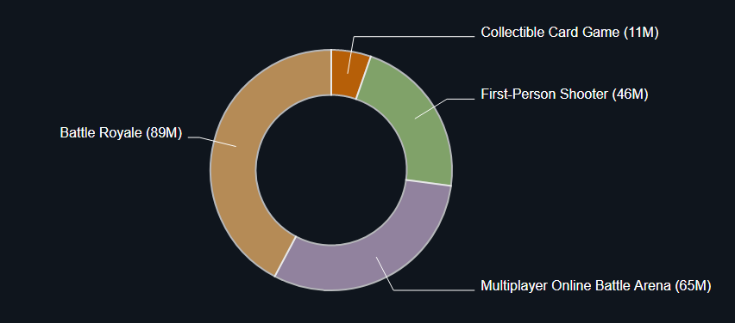 Collectible Card Game (11M)
First-Person Shooter (46M)
Battle Royale (89M)
Multiplayer Online Battle Arena (65M)